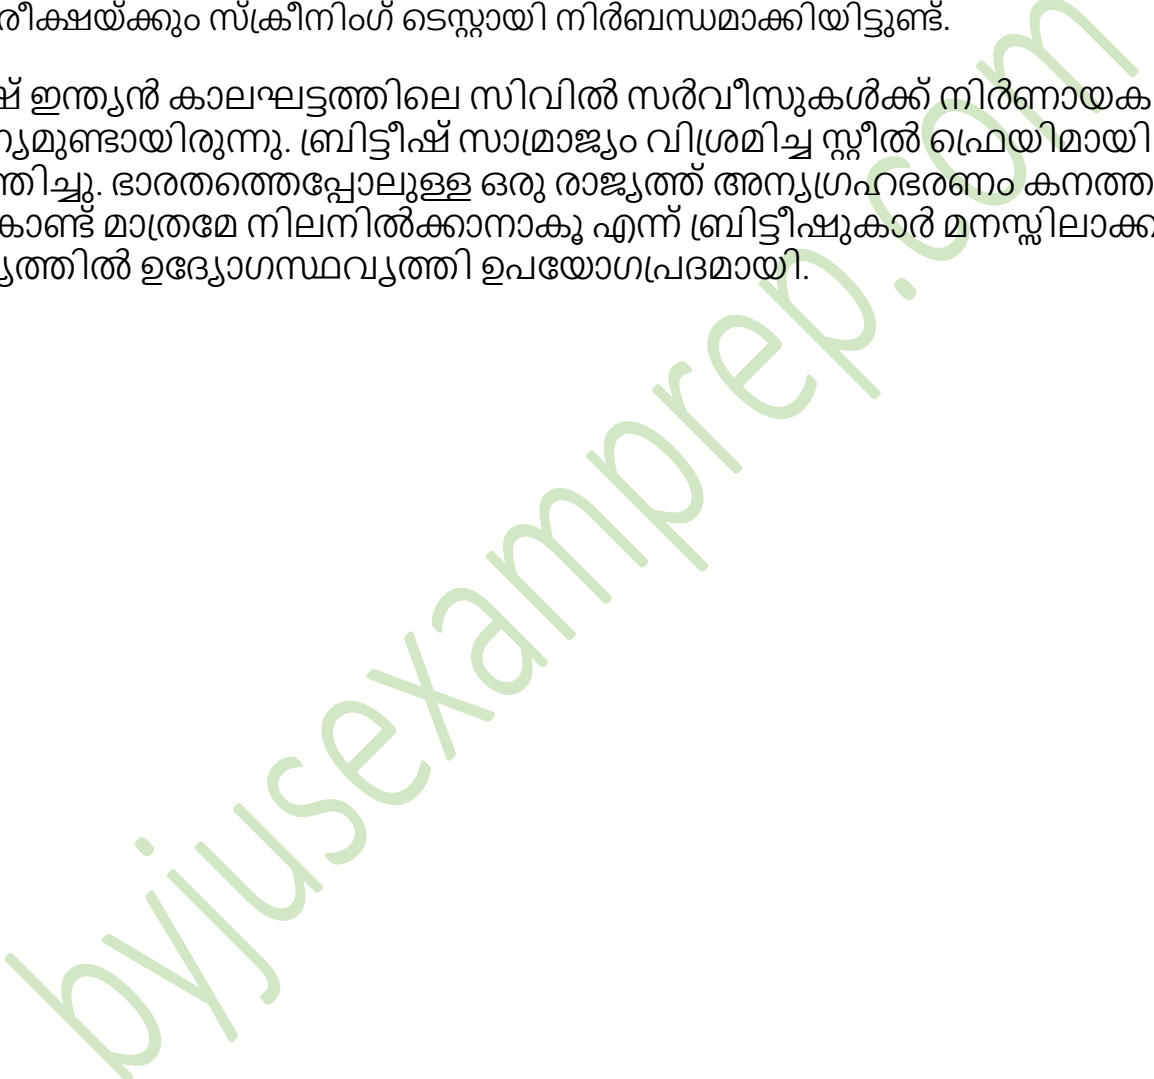 രീക്ഷയ്ക്കും സ്ക്രീനിംഗ് ടെസ്റ്റായി നിർബന്ധമാക്കിയിട്ടുണ്ട്.
ഷ് ഇന്ത്യൻ കാലഘട്ടത്തിലെ സിവിൽ സർവീസുകൾക്ക് നിർണായക
ന്യമുണ്ടായിരുന്നു. ബ്രിട്ടീഷ് സാമ്രാജ്യം വിശ്രമിച്ച സ്റ്റീൽ ഫ്രെയിമായി
ത്തിച്ചു. ഭാരതത്തെപ്പോലുള്ള ഒരു രാജ്യത്ത് അന്യഗ്രഹഭരണം കനത്ത
കൊണ്ട് മാത്രമേ നിലനിൽക്കാനാകൂ എന്ന് ബ്രിട്ടീഷുകാർ മനസ്സിലാക്ക
്യത്തിൽ ഉദ്യോഗസ്ഥവൃത്തി ഉപയോഗപ്രദമായി.
byjusexamprep.com